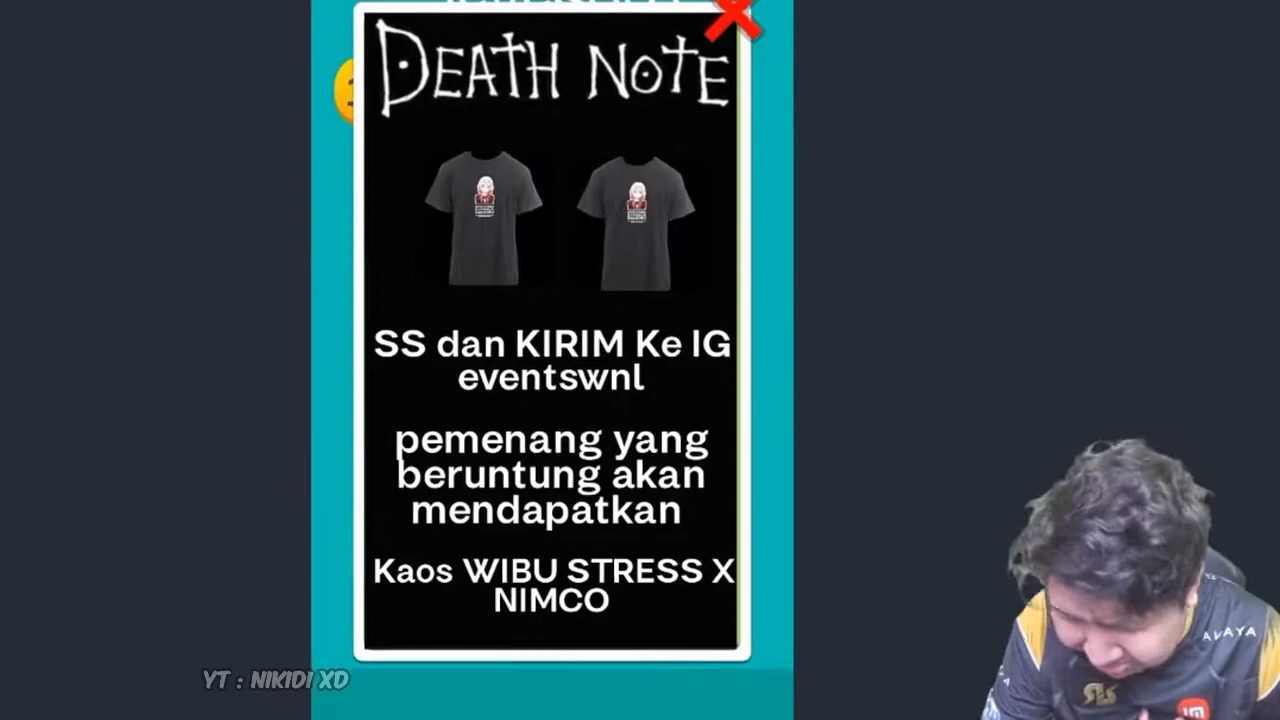 DEATH NOTE
SS dan KIRIM Ke IG
eventswnl
pemenang yang
beruntung akan
mendapatkan
Kaos WIBU STRESS X
NIMCO
YT : NIKIDI XD